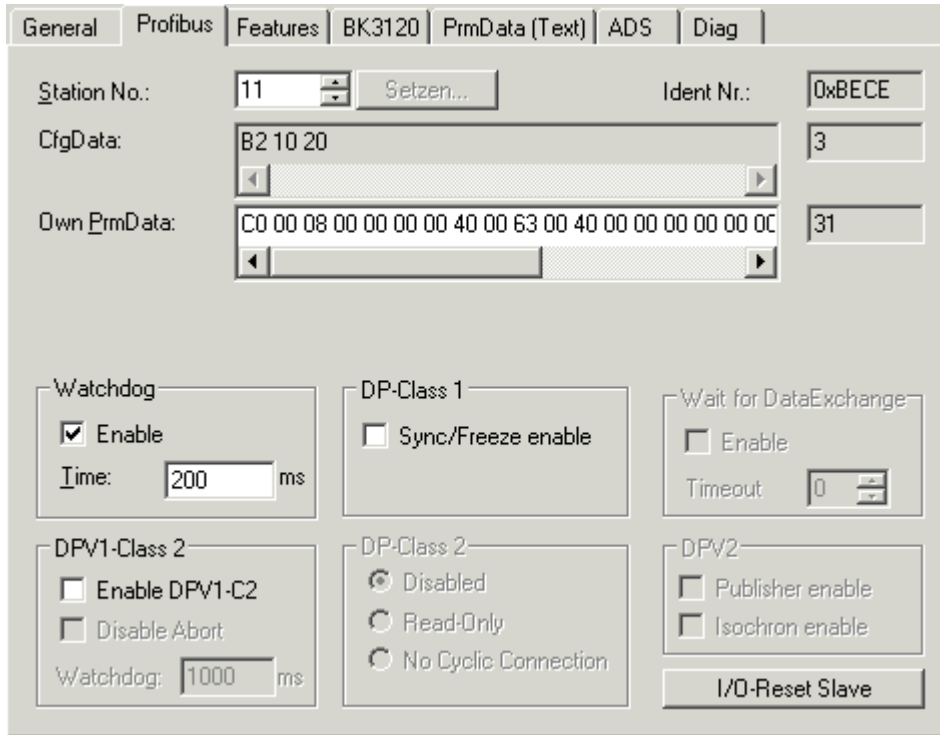 General Profibus Features BK3120 PrmData (Text) ADS Diag
Station No.: 11 Setzen... Ident Nr.: 0xBECE
CfgData: B2 10 20 3
Own PrmData: C0 00 08 00 00 00 00 40 00 63 00 40 00 00 00 00 00 31
Watchdog
Enable
Time: 200 ms
DP-Class 1
Sync/Freeze enable
Wait for DataExchange
Enable
Timeout 0
DPV1-Class 2
Enable DPV1-C2
Disable Abort
Watchdog: 1000 ms
DP-Class 2
Disabled
Read-Only
No Cyclic Connection
DPV2
Publisher enable
Isochron enable
I/O-Reset Slave